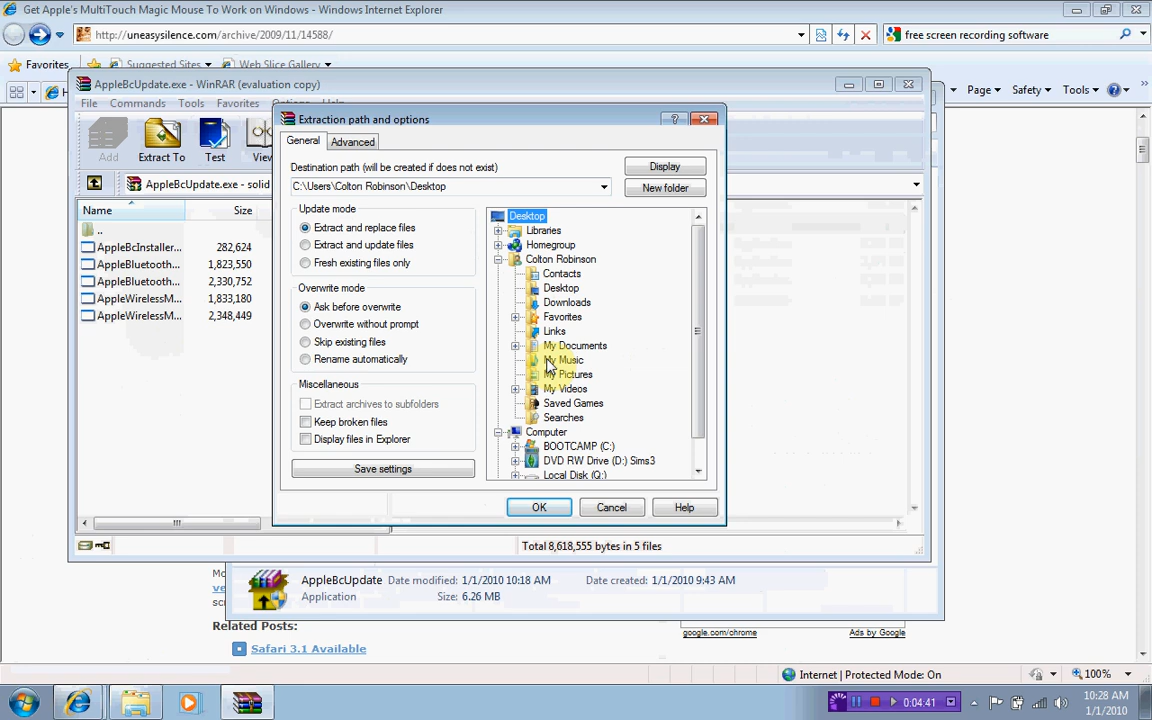 Get Apple's MultiTouch Magic Mouse To Work on Windows - Windows Internet Explorer
http://uneasysilence.com/archive/2009/11/14588/
free screen recording software
Favorites
Suggested Sites
Web Slice Gallery
Page
Safety
Tools
AppleBcUpdate.exe - WinRAR (evaluation copy)
File Commands Tools Favorites Options Help
Add
Extract To
Test
View
AppleBcUpdate.exe - solid
Name Size
..
AppleBcInstaller... 282,624
AppleBluetooth... 1,823,550
AppleBluetooth... 2,330,752
AppleWirelessM... 1,833,180
AppleWirelessM... 2,348,449
Total 8,618,555 bytes in 5 files
Extraction path and options
General
Advanced
Destination path (will be created if does not exist)
Display
C:\Users\Colton Robinson\Desktop
New folder
Update mode
Extract and replace files
Extract and update files
Fresh existing files only
Overwrite mode
Ask before overwrite
Overwrite without prompt
Skip existing files
Rename automatically
Miscellaneous
Extract archives to subfolders
Keep broken files
Display files in Explorer
Save settings
Desktop
Libraries
Homegroup
Colton Robinson
Contacts
Desktop
Downloads
Favorites
Links
My Documents
My Music
My Pictures
My Videos
Saved Games
Searches
Computer
BOOTCAMP (C:)
DVD RW Drive (D:) Sims3
Local Disk (Q:)
OK
Cancel
Help
AppleBcUpdate Date modified: 1/1/2010 10:18 AM Date created: 1/1/2010 9:43 AM
Application Size: 6.26 MB
Related Posts:
Safari 3.1 Available
google.com/chrome
Ads by Google
Internet | Protected Mode: On
100%
0:04:41
10:28 AM
1/1/2010